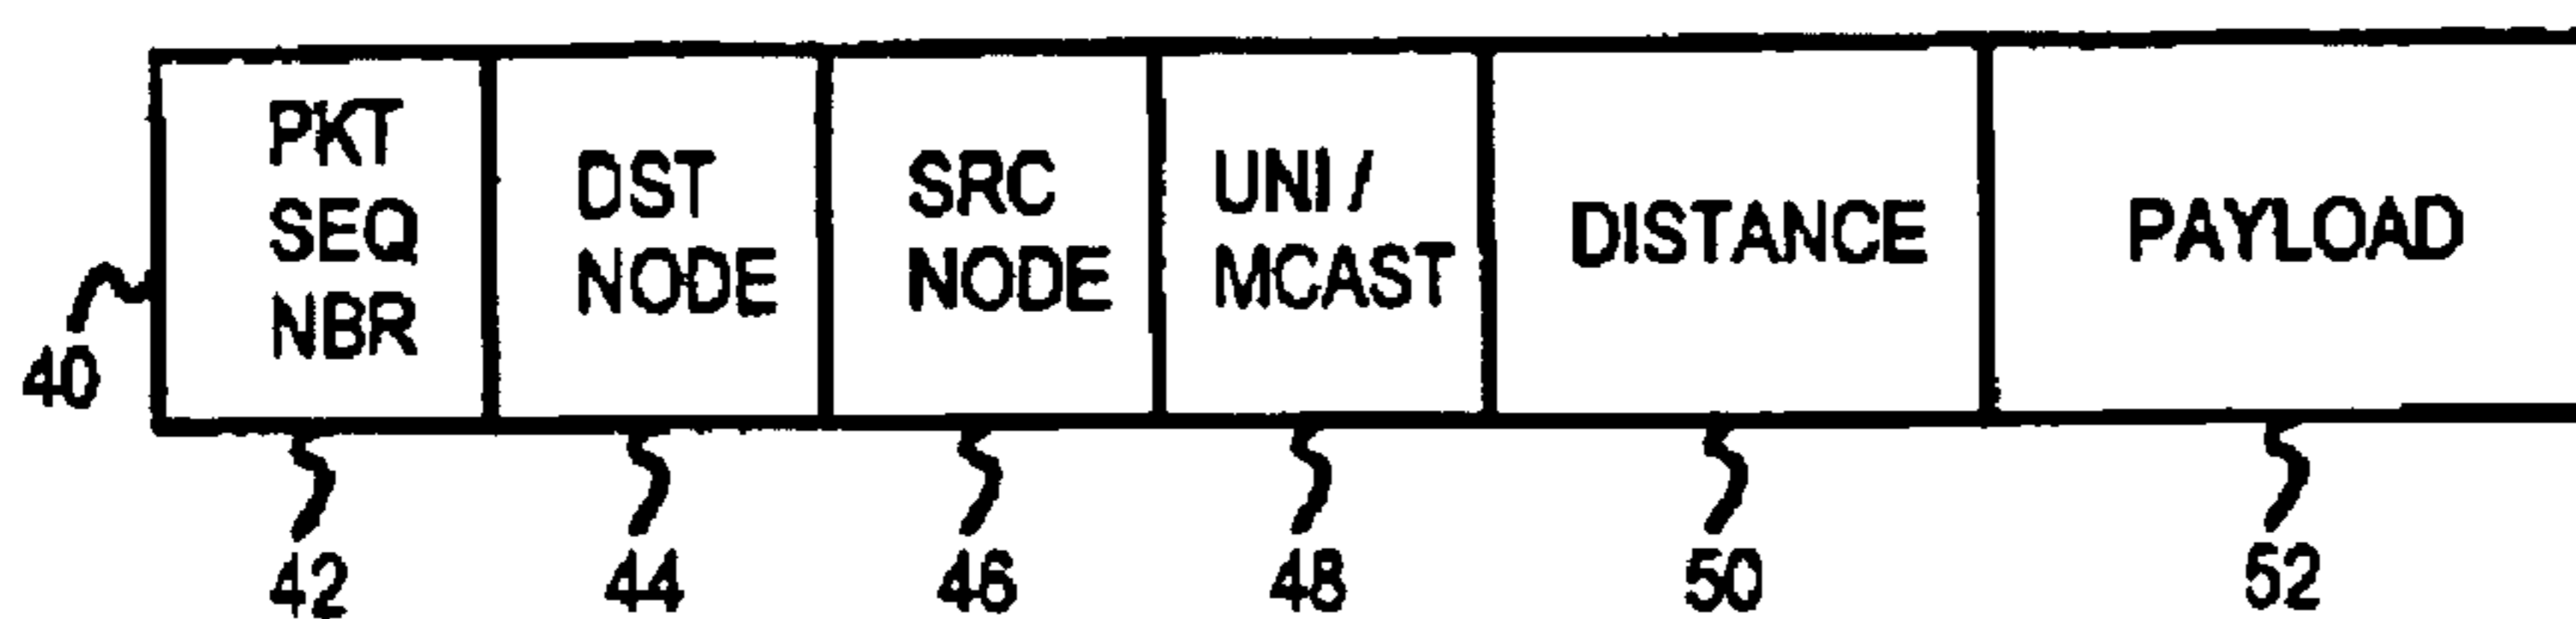 PKT
SEQ
NBR
DST
NODE
SRC
NODE
UNI /
MCAST
DISTANCE
PAYLOAD
40
42
44
46
48
50
52